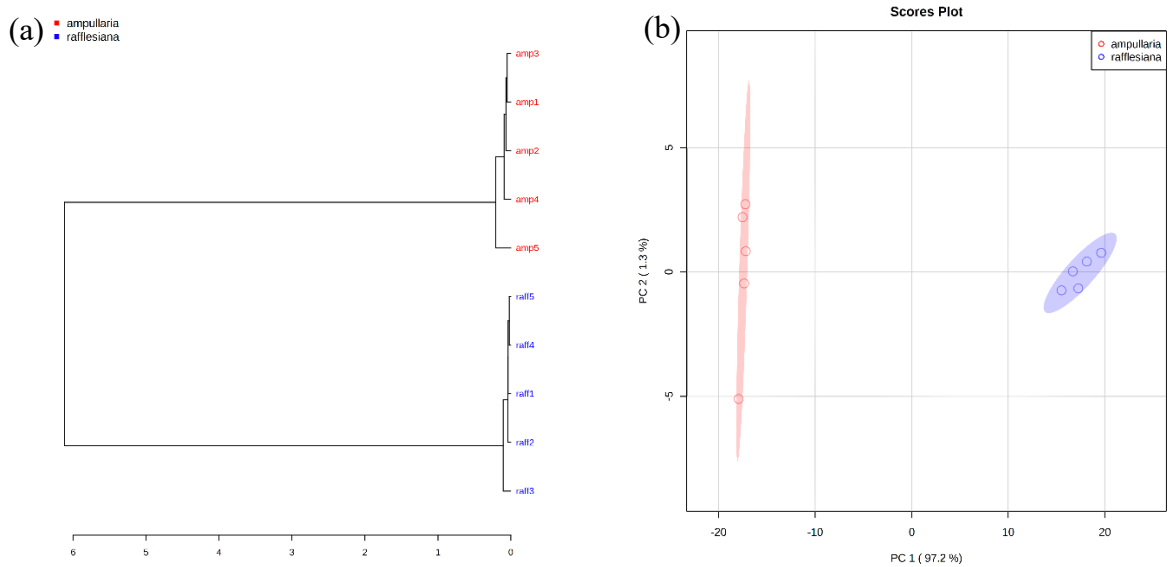 (a)
ampullaria
rafflesiana
amp3
amp1
amp2
amp4
amp5
raff5
raff4
raff1
raff2
raff3
6 5 4 3 2 1 0
(b)
Scores Plot
ampullaria
rafflesiana
PC 2 ( 1.3 %)
5
0
-5
-20 -10 0 10 20
PC 1 ( 97.2 %)